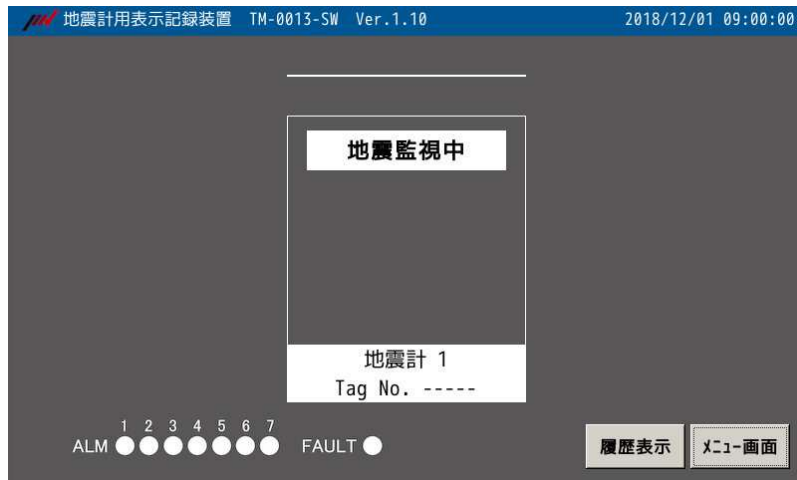 地震計用表示記録装置 TM-0013-SW Ver.1.10 2018/12/01 09:00:00
地震監視中
地震計 1
Tag No. -----
1 2 3 4 5 6 7
ALM FAULT
履歴表示 ﾒﾆｭｰ画面